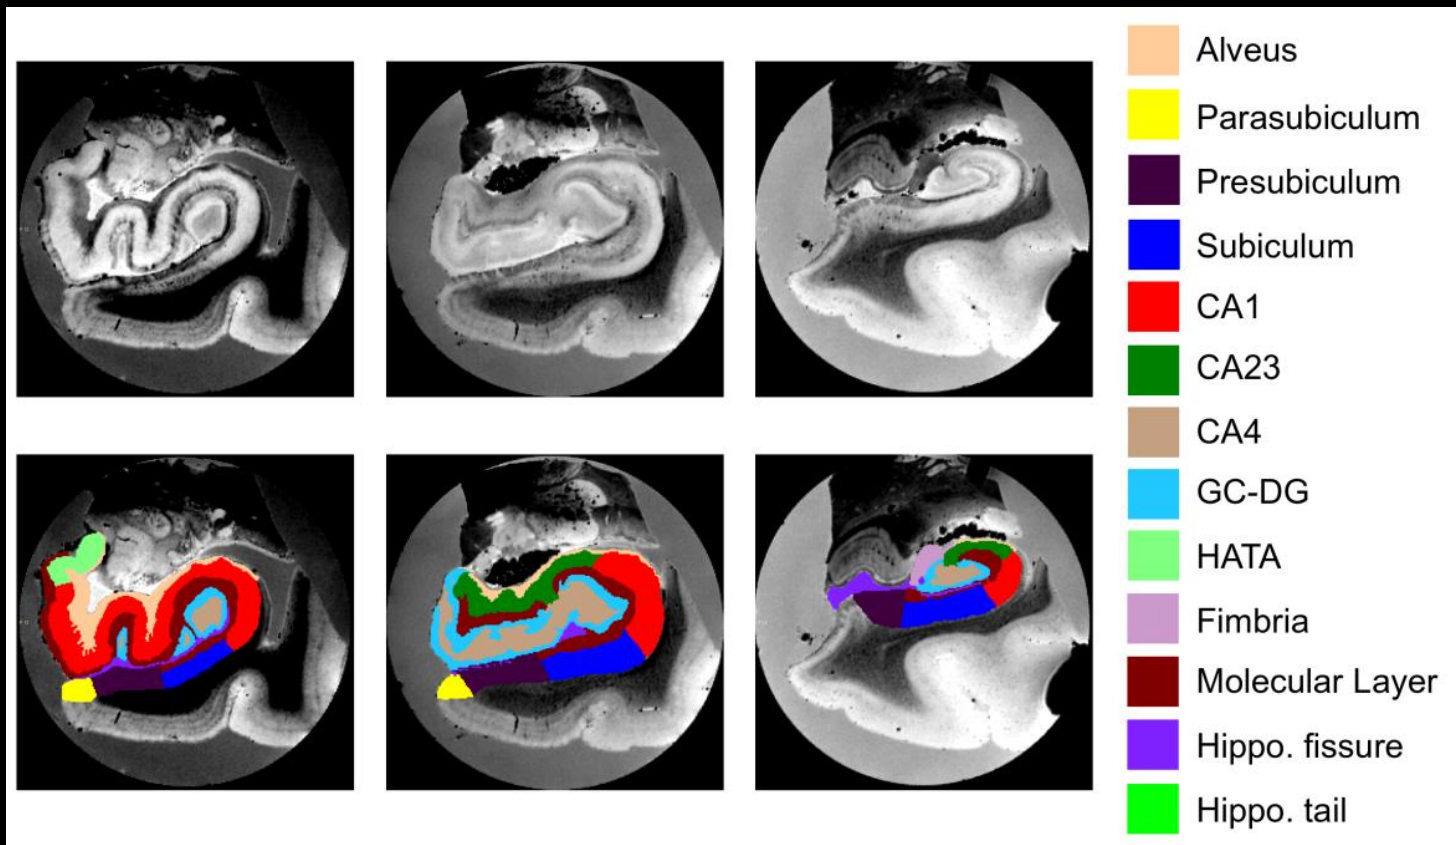 Alveus
Parasubiculum
Presubiculum
Subiculum
CA1
CA23
CA4
GC-DG
HATA
Fimbria
Molecular Layer
Hippo. fissure
Hippo. tail